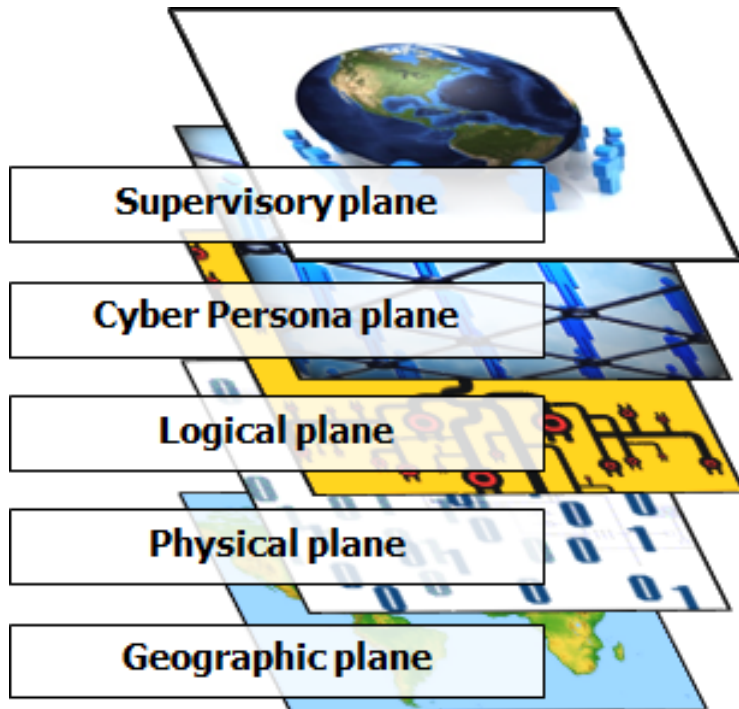 Supervisory plane
Cyber Persona plane
Logical plane
Physical plane
Geographic plane